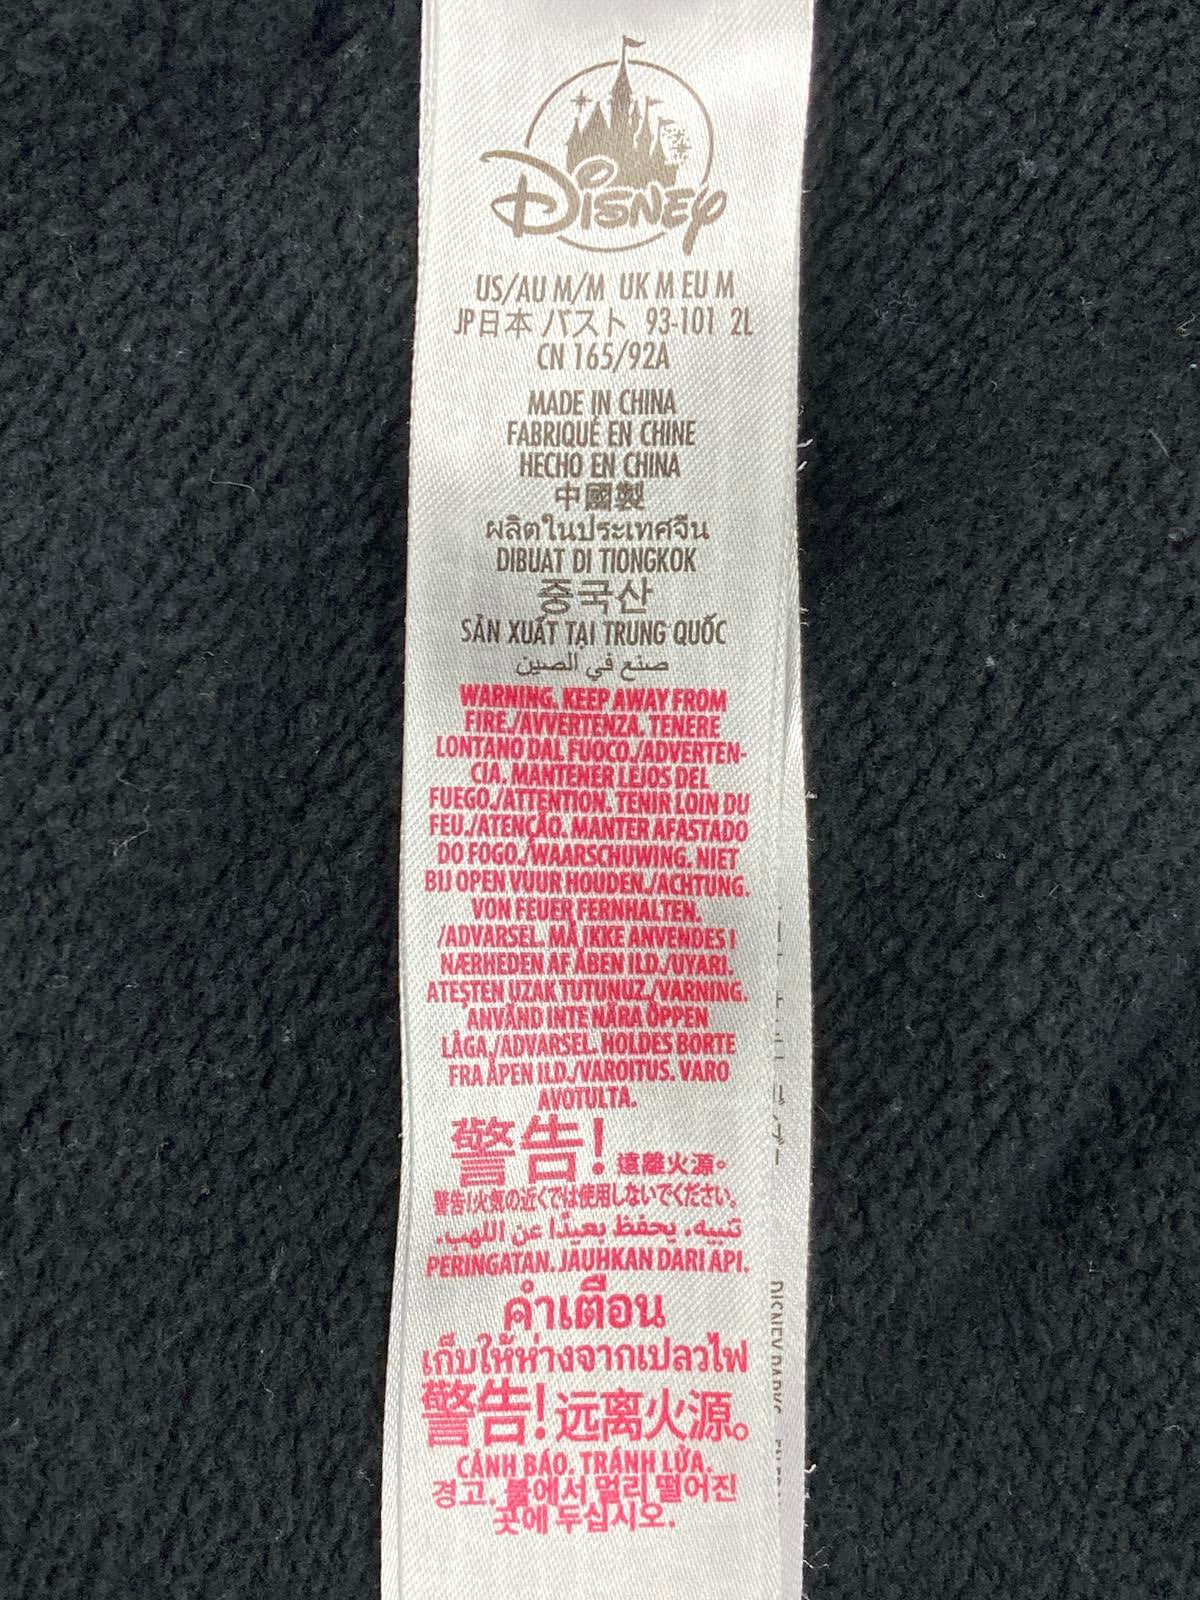 Disney
US/AU M/M UK M EU M
JP日本 バスト 93-101 2L
CN 165/92A
MADE IN CHINA
FABRIQUÉ EN CHINE
HECHO EN CHINA
中國製
ผลิตในประเทศจีน
DIBUAT DI TIONGKOK
중국산
SẢN XUẤT TẠI TRUNG QUỐC
صنع في الصين
WARNING. KEEP AWAY FROM
FIRE./AVVERTENZA. TENERE
LONTANO DAL FUOCO./ADVERTEN-
CIA. MANTENER LEJOS DEL
FUEGO./ATTENTION. TENIR LOIN DU
FEU./ATENÇÃO. MANTER AFASTADO
DO FOGO./WAARSCHUWING. NIET
BIJ OPEN VUUR HOUDEN./ACHTUNG.
VON FEUER FERNHALTEN.
/ADVARSEL. MÅ IKKE ANVENDES I
NÆRHEDEN AF ÅBEN ILD./UYARI.
ATEŞTEN UZAK TUTUNUZ./VARNING.
ANVÄND INTE NÄRA ÖPPEN
LÅGA./ADVARSEL. HOLDES BORTE
FRA ÅPEN ILD./VAROITUS. VARO
AVOTULTA.
警告! 遠離火源。
警告!火気の近くでは使用しないでください。
تنبيه. يحفظ بعيدًا عن اللهب.
PERINGATAN. JAUHKAN DARI API.
คำเตือน
เก็บให้ห่างจากเปลวไฟ
警告! 远离火源。
CẢNH BÁO. TRÁNH LỬA.
경고. 불에서 멀리 떨어진
곳에 두십시오.
DISNEY PARKS